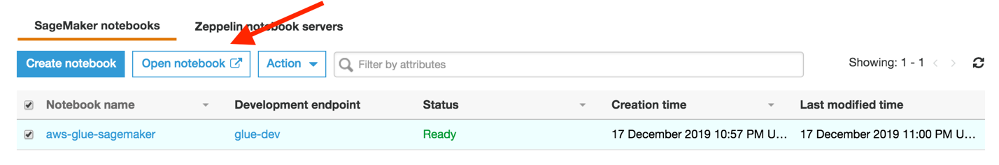 SageMaker notebooks Zeppelin notebook servers
Create notebook Open notebook Action Filter by attributes Showing: 1 - 1
Notebook name Development endpoint Status Creation time Last modified time
aws-glue-sagemaker glue-dev Ready 17 December 2019 10:57 PM U... 17 December 2019 11:00 PM U...